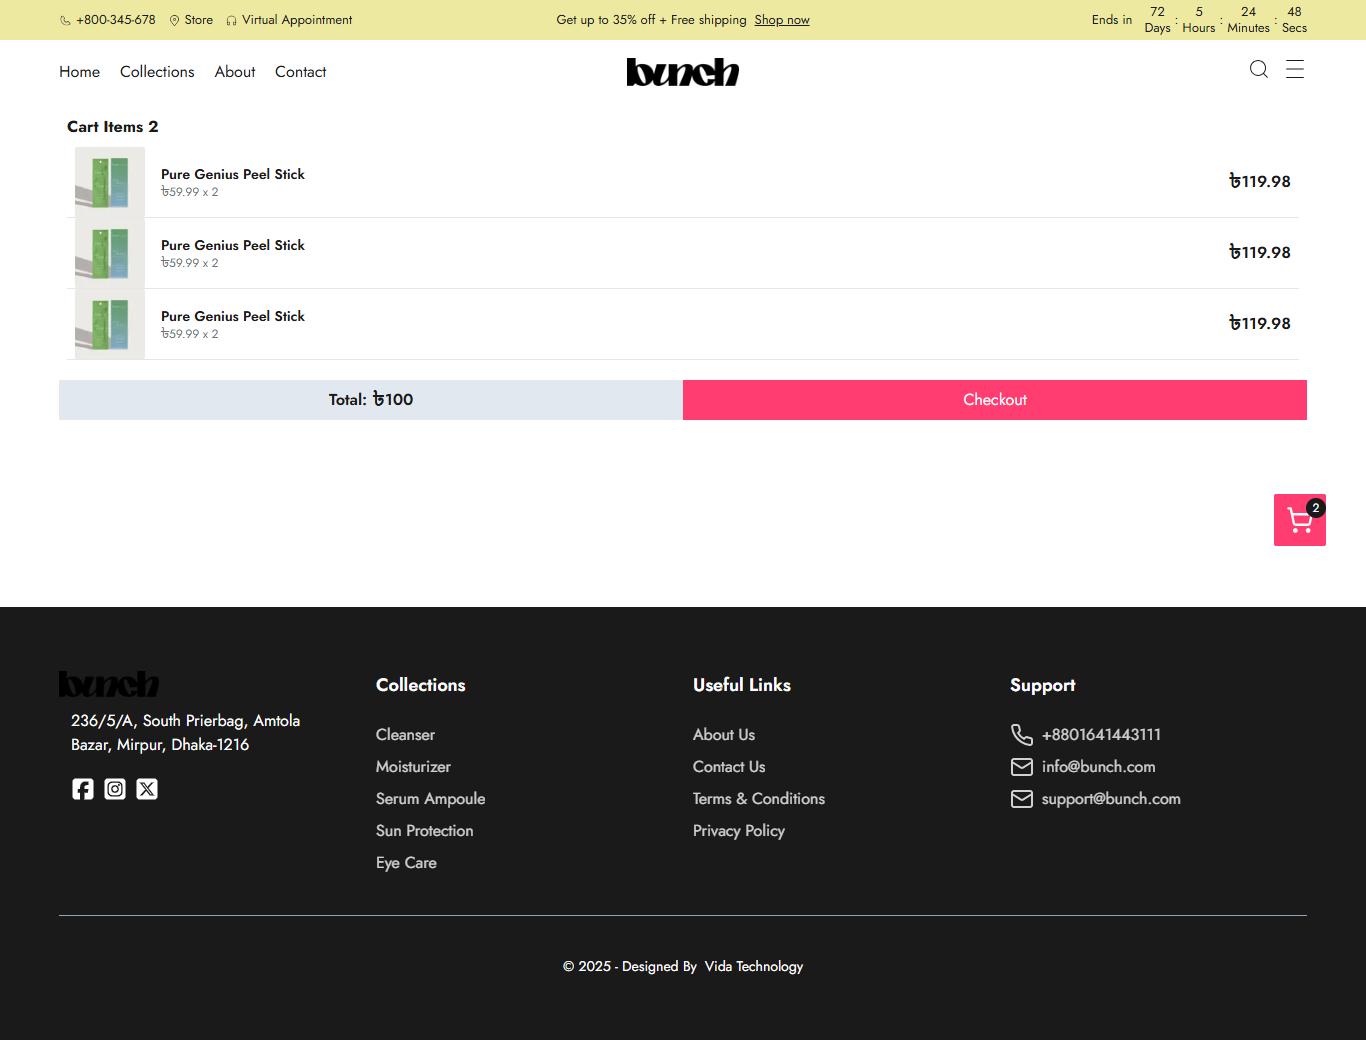 +800-345-678 Store Virtual Appointment
Get up to 35% off + Free shipping Shop now
Ends in 72 Days : 5 Hours : 24 Minutes : 48 Secs
Home Collections About Contact
bunch
Cart Items 2
Pure Genius Peel Stick
৳59.99 x 2
৳119.98
Pure Genius Peel Stick
৳59.99 x 2
৳119.98
Pure Genius Peel Stick
৳59.99 x 2
৳119.98
Total: ৳100
Checkout
2
bunch
236/5/A, South Prierbag, Amtola
Bazar, Mirpur, Dhaka-1216
Collections
Cleanser
Moisturizer
Serum Ampoule
Sun Protection
Eye Care
Useful Links
About Us
Contact Us
Terms & Conditions
Privacy Policy
Support
+8801641443111
info@bunch.com
support@bunch.com
© 2025 - Designed By Vida Technology